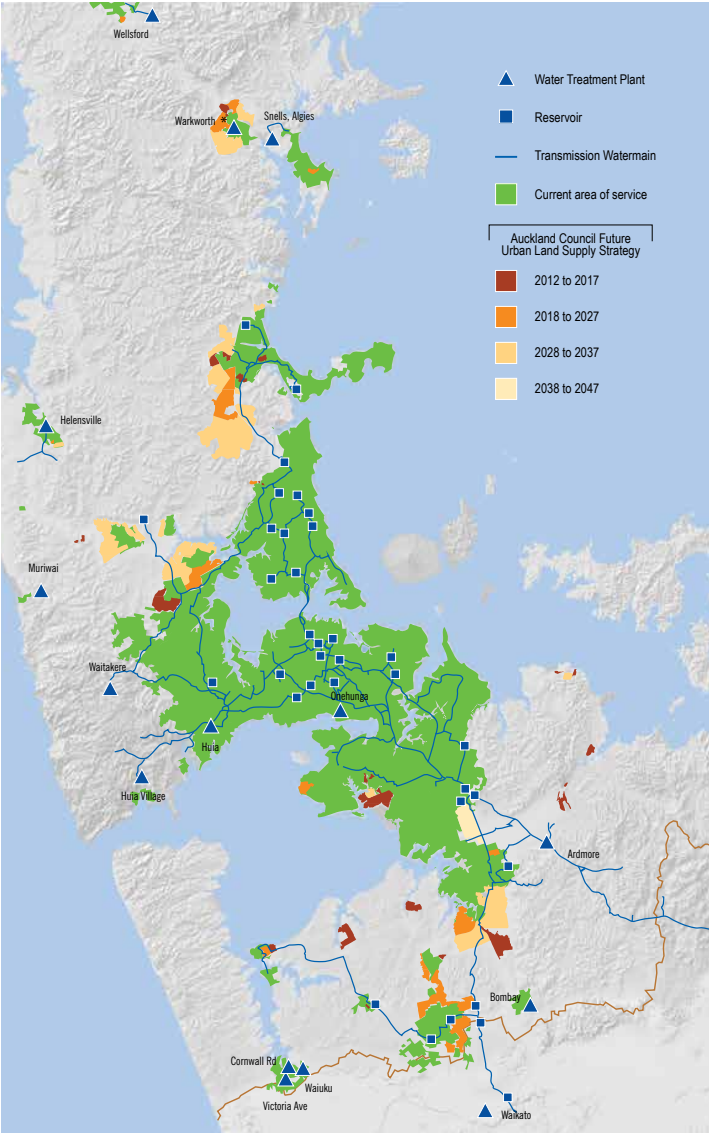 Wellsford
Water Treatment Plant
Warkworth *
Snells, Algies
Reservoir
Transmission Watermain
Current area of service
Auckland Council Future
Urban Land Supply Strategy
2012 to 2017
2018 to 2027
2028 to 2037
2038 to 2047
Helensville
Muriwai
Waitakere
Onehunga
Huia
Huia Village
Ardmore
Bombay
Cornwall Rd
Waiuku
Victoria Ave
Waikato